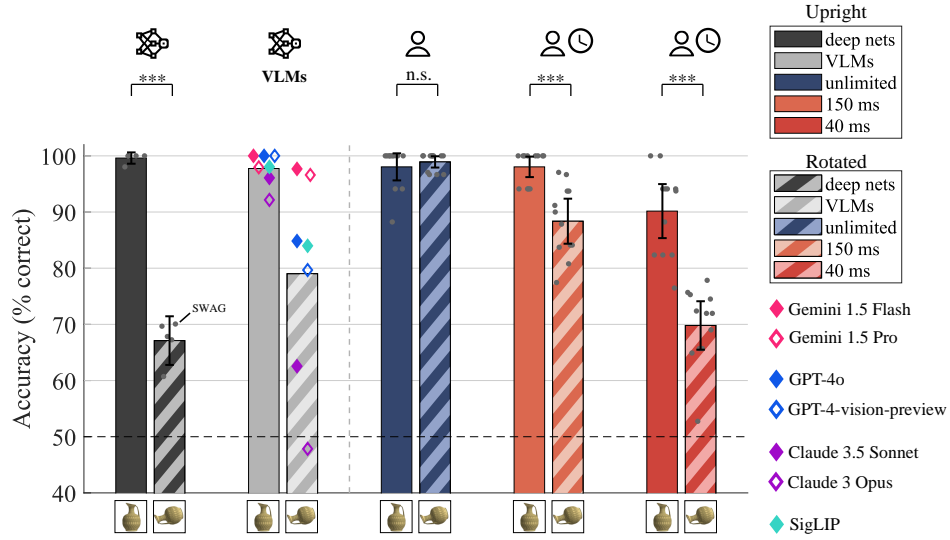 Upright
deep nets
VLMs
unlimited
150 ms
40 ms
Rotated
deep nets
VLMs
unlimited
150 ms
40 ms
Gemini 1.5 Flash
Gemini 1.5 Pro
GPT-4o
GPT-4-vision-preview
Claude 3.5 Sonnet
Claude 3 Opus
SigLIP
***
VLMs
n.s.
***
***
Accuracy (% correct)
100
90
80
70
60
50
40
SWAG